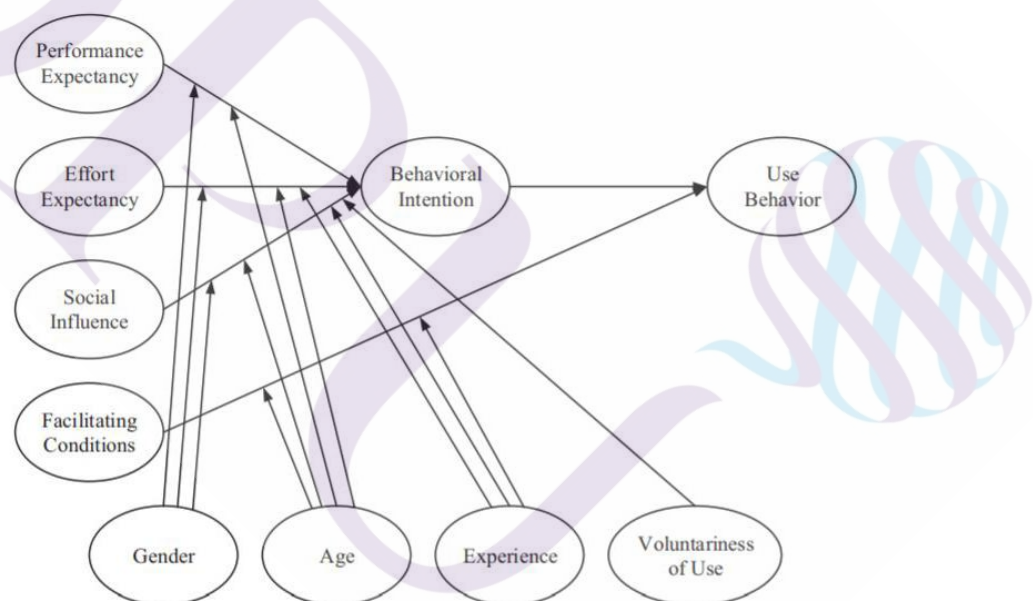 Performance
Expectancy
Effort
Expectancy
Behavioral
Intention
Use
Behavior
Social
Influence
Facilitating
Conditions
Gender
Age
Experience
Voluntariness
of Use